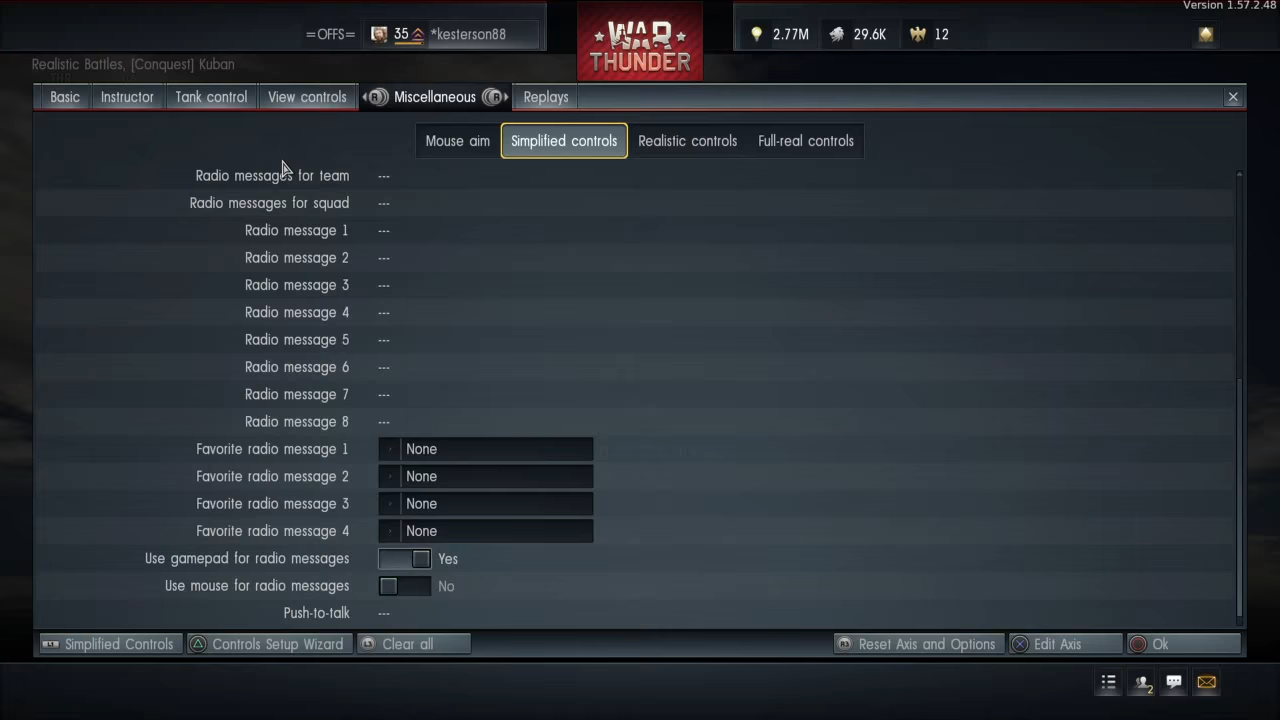 Version 1.57.2.48
=OFFS= 35 *kesterson88 WAR THUNDER 2.77M 29.6K 12
Realistic Battles, [Conquest] Kuban
Basic Instructor Tank control View controls R Miscellaneous R Replays
Mouse aim Simplified controls Realistic controls Full-real controls
Radio messages for team ---
Radio messages for squad ---
Radio message 1 ---
Radio message 2 ---
Radio message 3 ---
Radio message 4 ---
Radio message 5 ---
Radio message 6 ---
Radio message 7 ---
Radio message 8 ---
Favorite radio message 1 None
Favorite radio message 2 None
Favorite radio message 3 None
Favorite radio message 4 None
Use gamepad for radio messages Yes
Use mouse for radio messages No
Push-to-talk ---
Simplified Controls Controls Setup Wizard Clear all Reset Axis and Options Edit Axis Ok
2